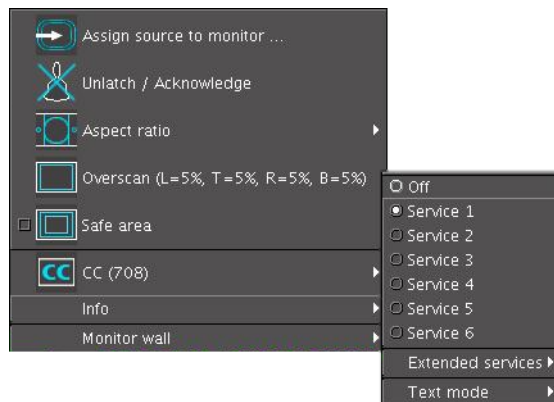 Assign source to monitor ...
Unlatch / Acknowledge
Aspect ratio
Overscan (L=5%, T=5%, R=5%, B=5%)
Safe area
CC CC (708)
Info
Monitor wall
Off
Service 1
Service 2
Service 3
Service 4
Service 5
Service 6
Extended services
Text mode